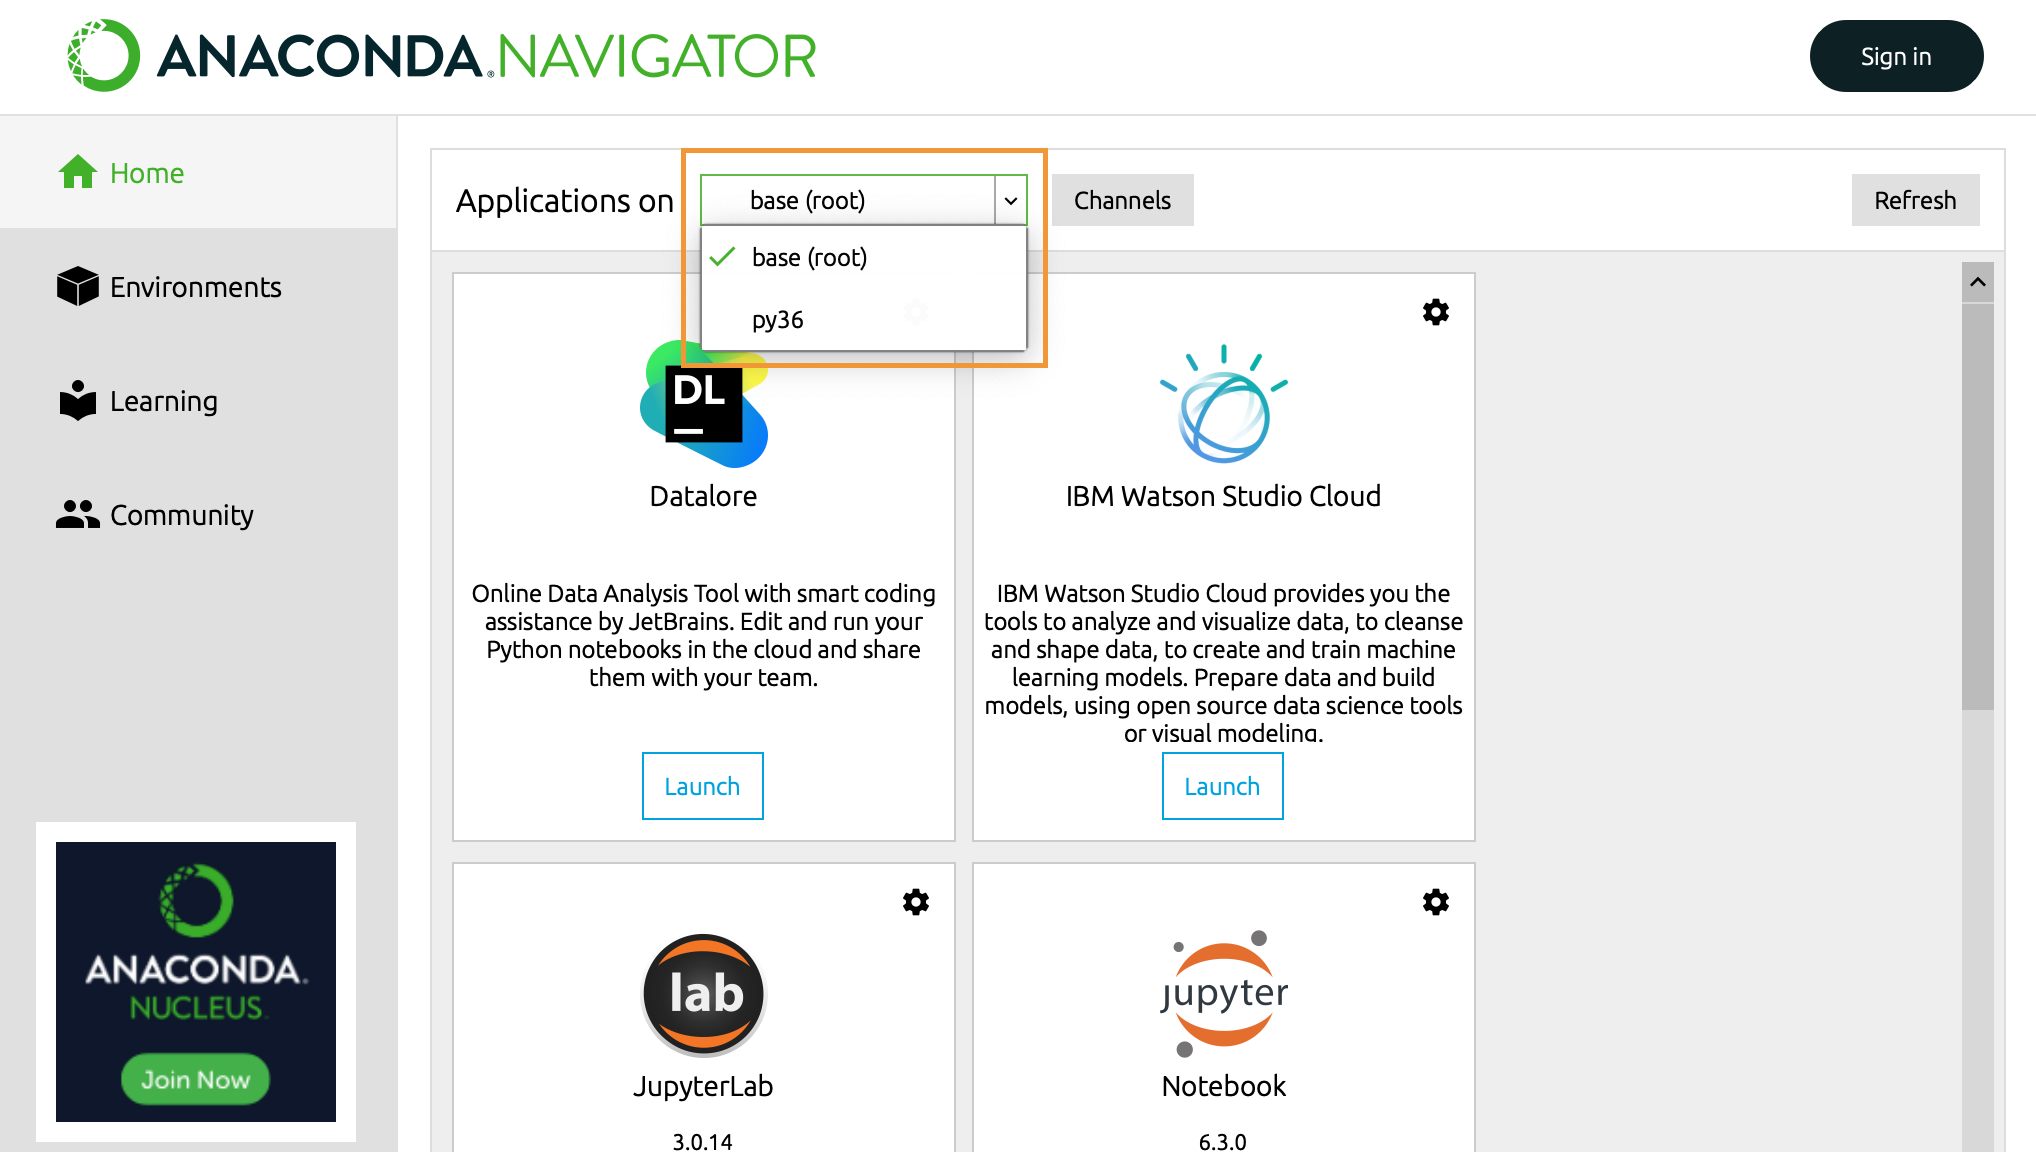 ANACONDA.NAVIGATOR
Sign in
Home
Environments
Learning
Community
ANACONDA.
NUCLEUS.
Join Now
Applications on
base (root)
Channels
Refresh
base (root)
py36
DL
Datalore
Online Data Analysis Tool with smart coding
assistance by JetBrains. Edit and run your
Python notebooks in the cloud and share
them with your team.
Launch
IBM Watson Studio Cloud
IBM Watson Studio Cloud provides you the
tools to analyze and visualize data, to cleanse
and shape data, to create and train machine
learning models. Prepare data and build
models, using open source data science tools
or visual modeling.
Launch
lab
JupyterLab
3.0.14
jupyter
Notebook
6.3.0